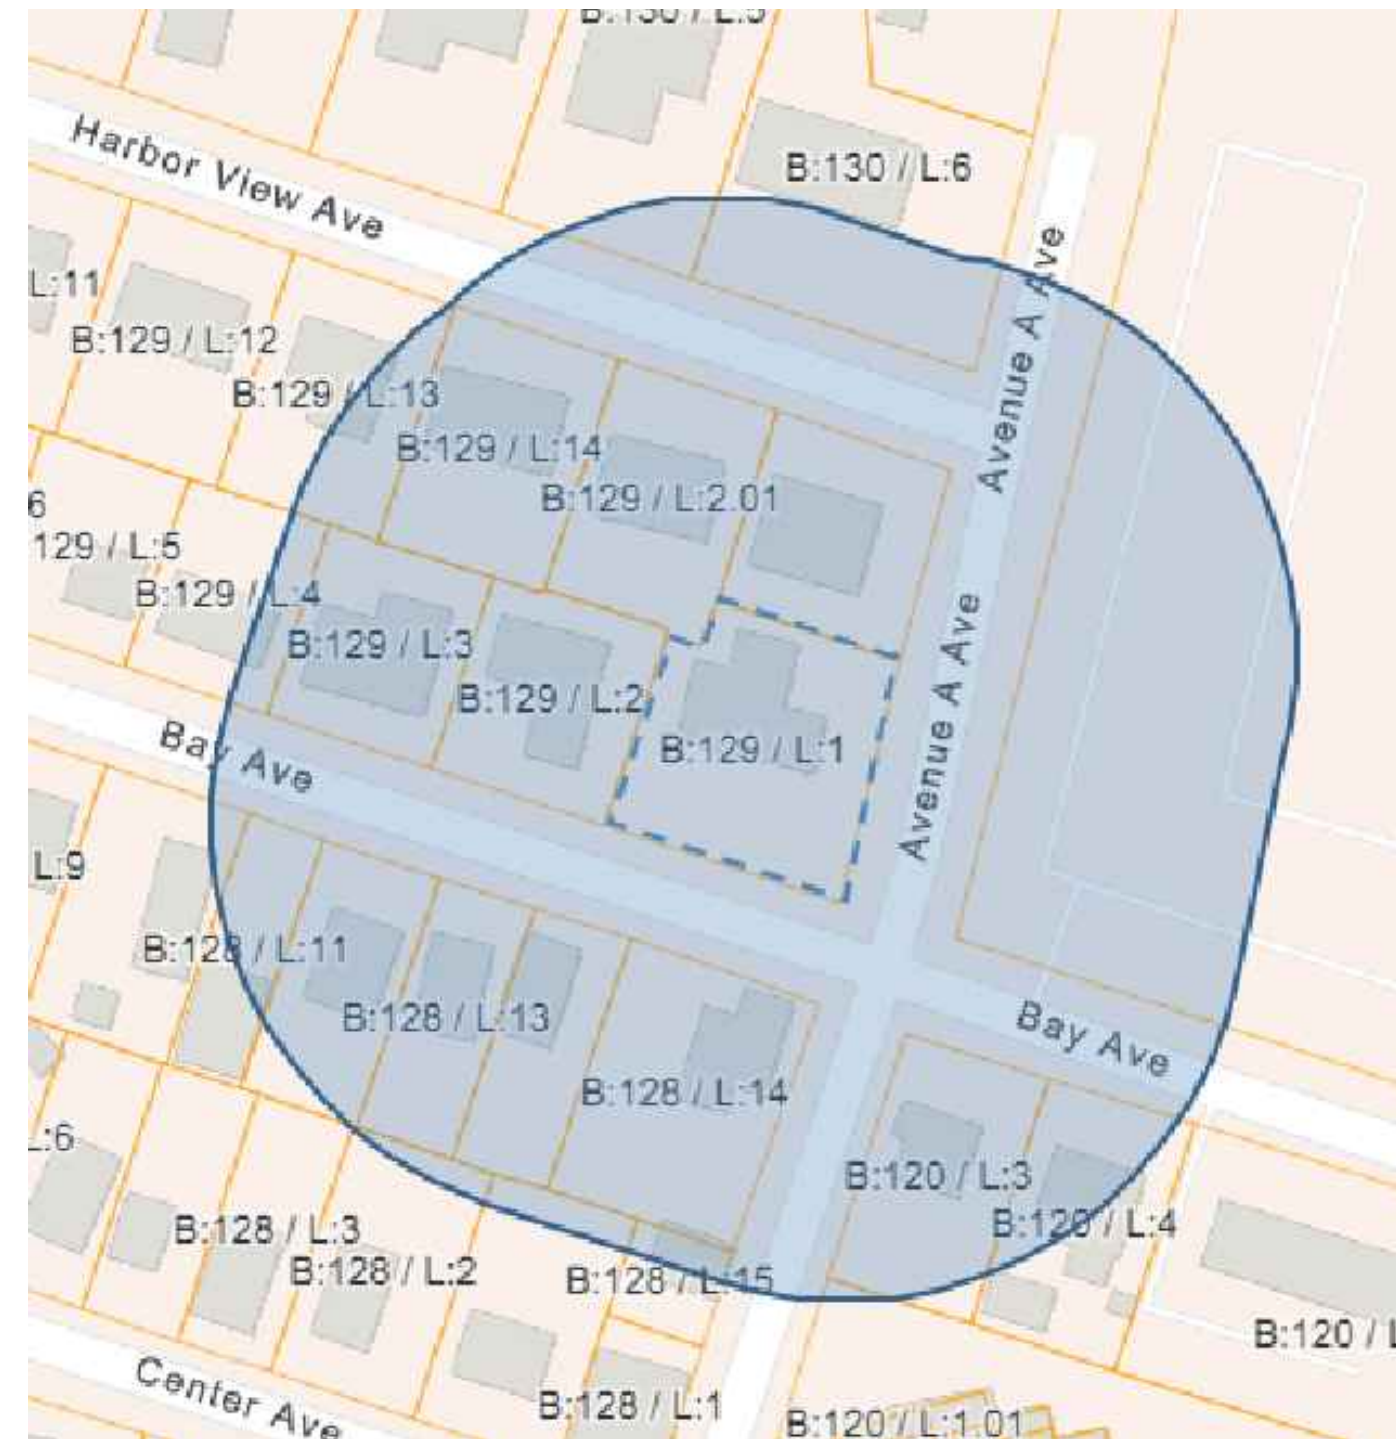 B:130 / L:5
Harbor View Ave
B:130 / L:6
Avenue A Ave
L:11
B:129 / L:12
B:129 / L:13
B:129 / L:14
B:129 / L:2.01
6
129 / L:5
B:129 / L:4
B:129 / L:3
B:129 / L:2
B:129 / L:1
Avenue A Ave
Bay Ave
L:9
B:128 / L:11
B:128 / L:13
Bay Ave
B:128 / L:14
L:6
B:120 / L:3
B:120 / L:4
B:128 / L:3
B:128 / L:2
B:128 / L:15
B:120 / L
Center Ave
B:128 / L:1
B:120 / L:1.01